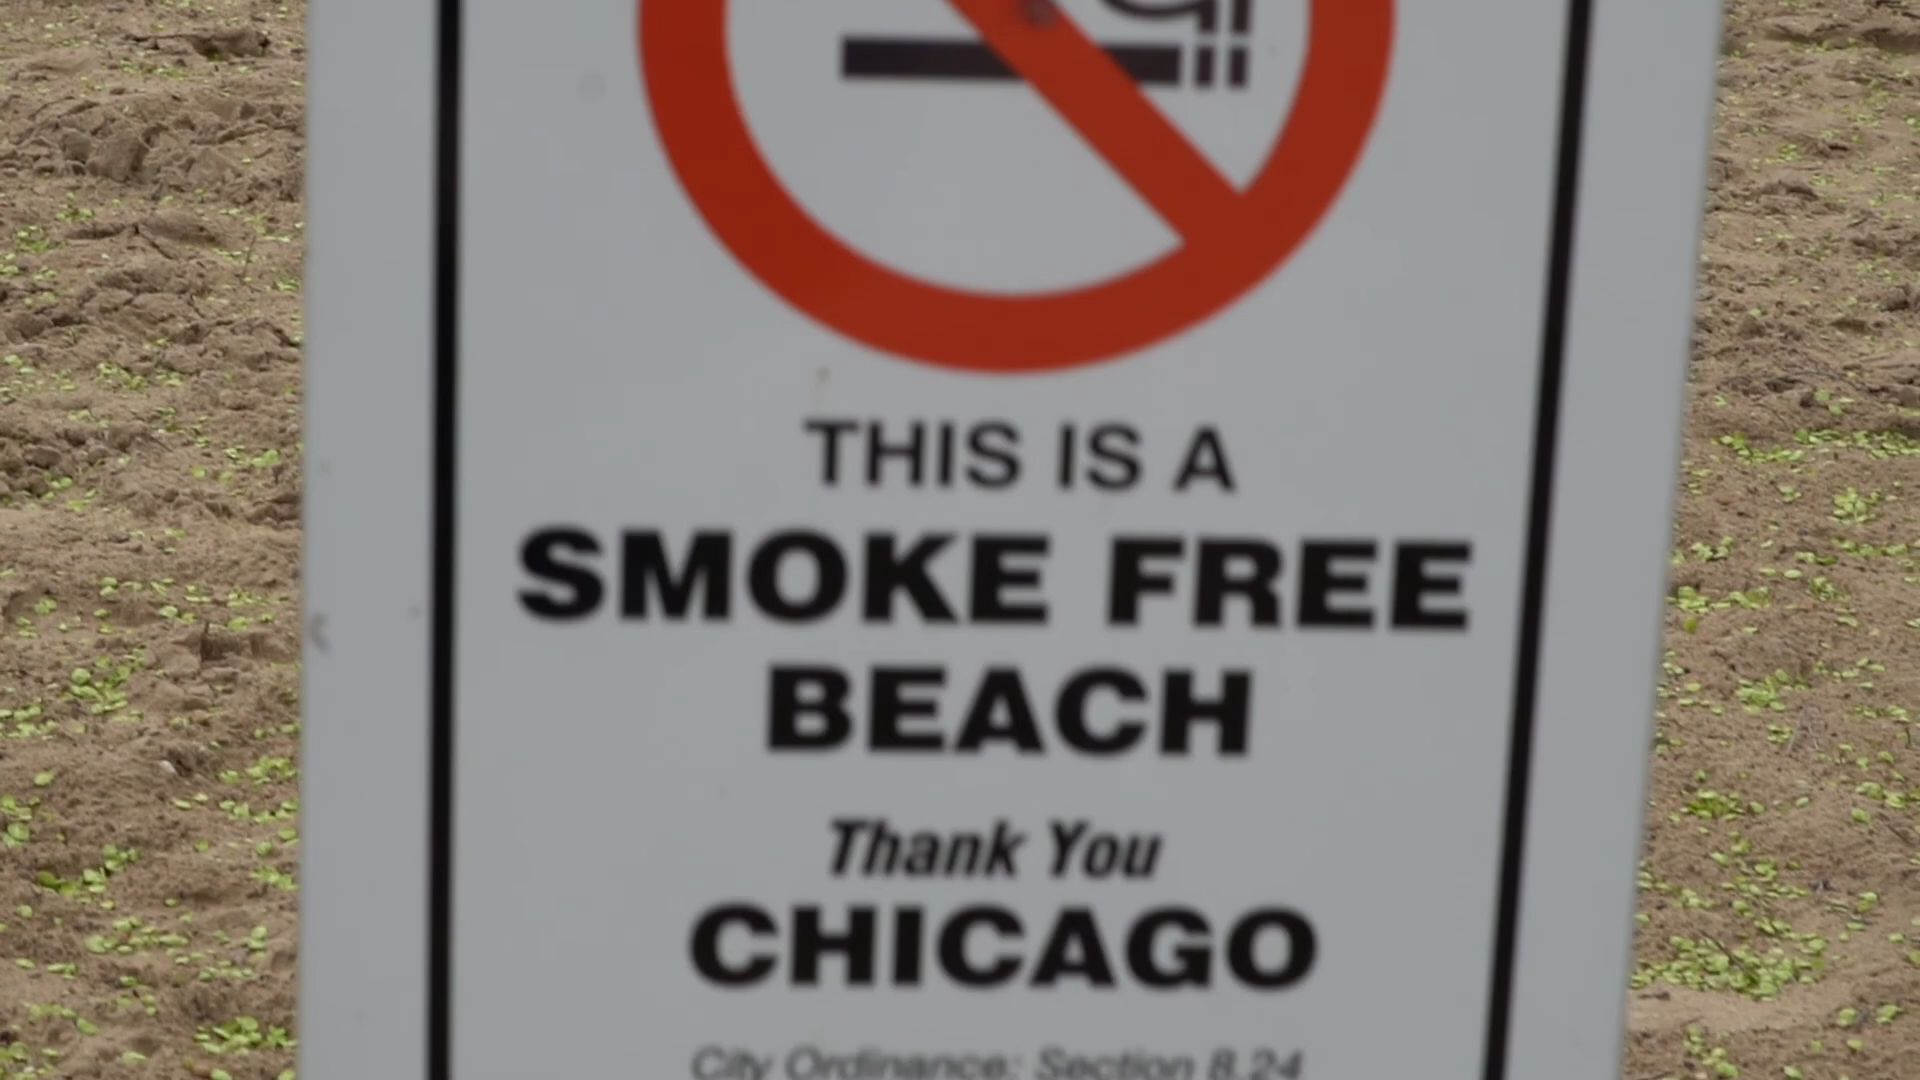 THIS IS A
SMOKE FREE
BEACH
Thank You
CHICAGO
City Ordinance: Section 8.24